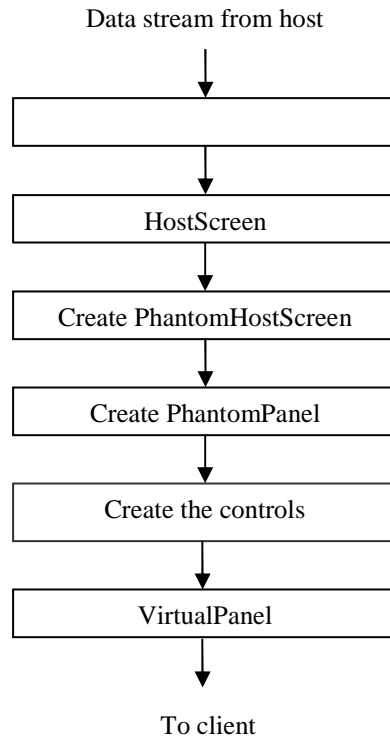 Data stream from host
HostScreen
Create PhantomHostScreen
Create PhantomPanel
Create the controls
VirtualPanel
To client